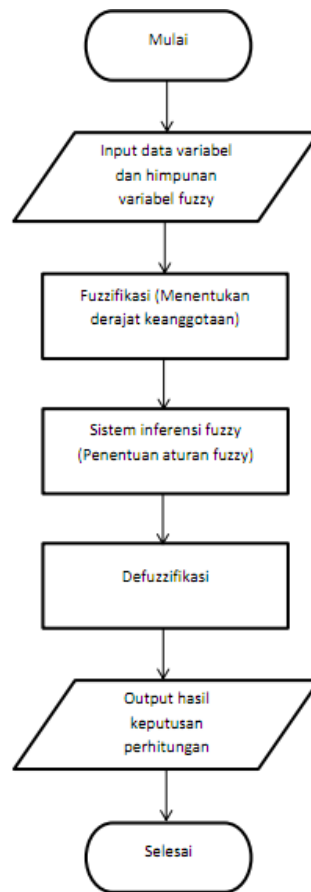 Mulai
Input data variabel
dan himpunan
variabel fuzzy
Fuzzifikasi (Menentukan
derajat keanggotaan)
Sistem inferensi fuzzy
(Penentuan aturan fuzzy)
Defuzzifikasi
Output hasil
keputusan
perhitungan
Selesai